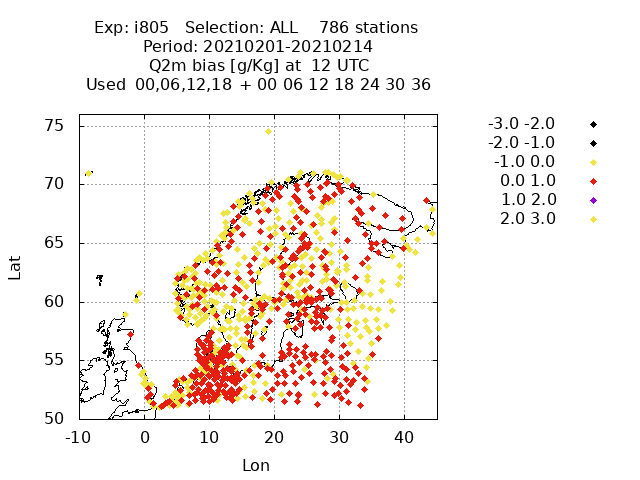 Exp: i805   Selection: ALL    786 stations
Period: 20210201-20210214
Q2m bias [g/Kg] at  12 UTC
Used  00,06,12,18 + 00 06 12 18 24 30 36
-3.0 -2.0
-2.0 -1.0
-1.0 0.0
0.0 1.0
1.0 2.0
2.0 3.0
75
70
65
60
55
50
Lat
-10 0 10 20 30 40
Lon